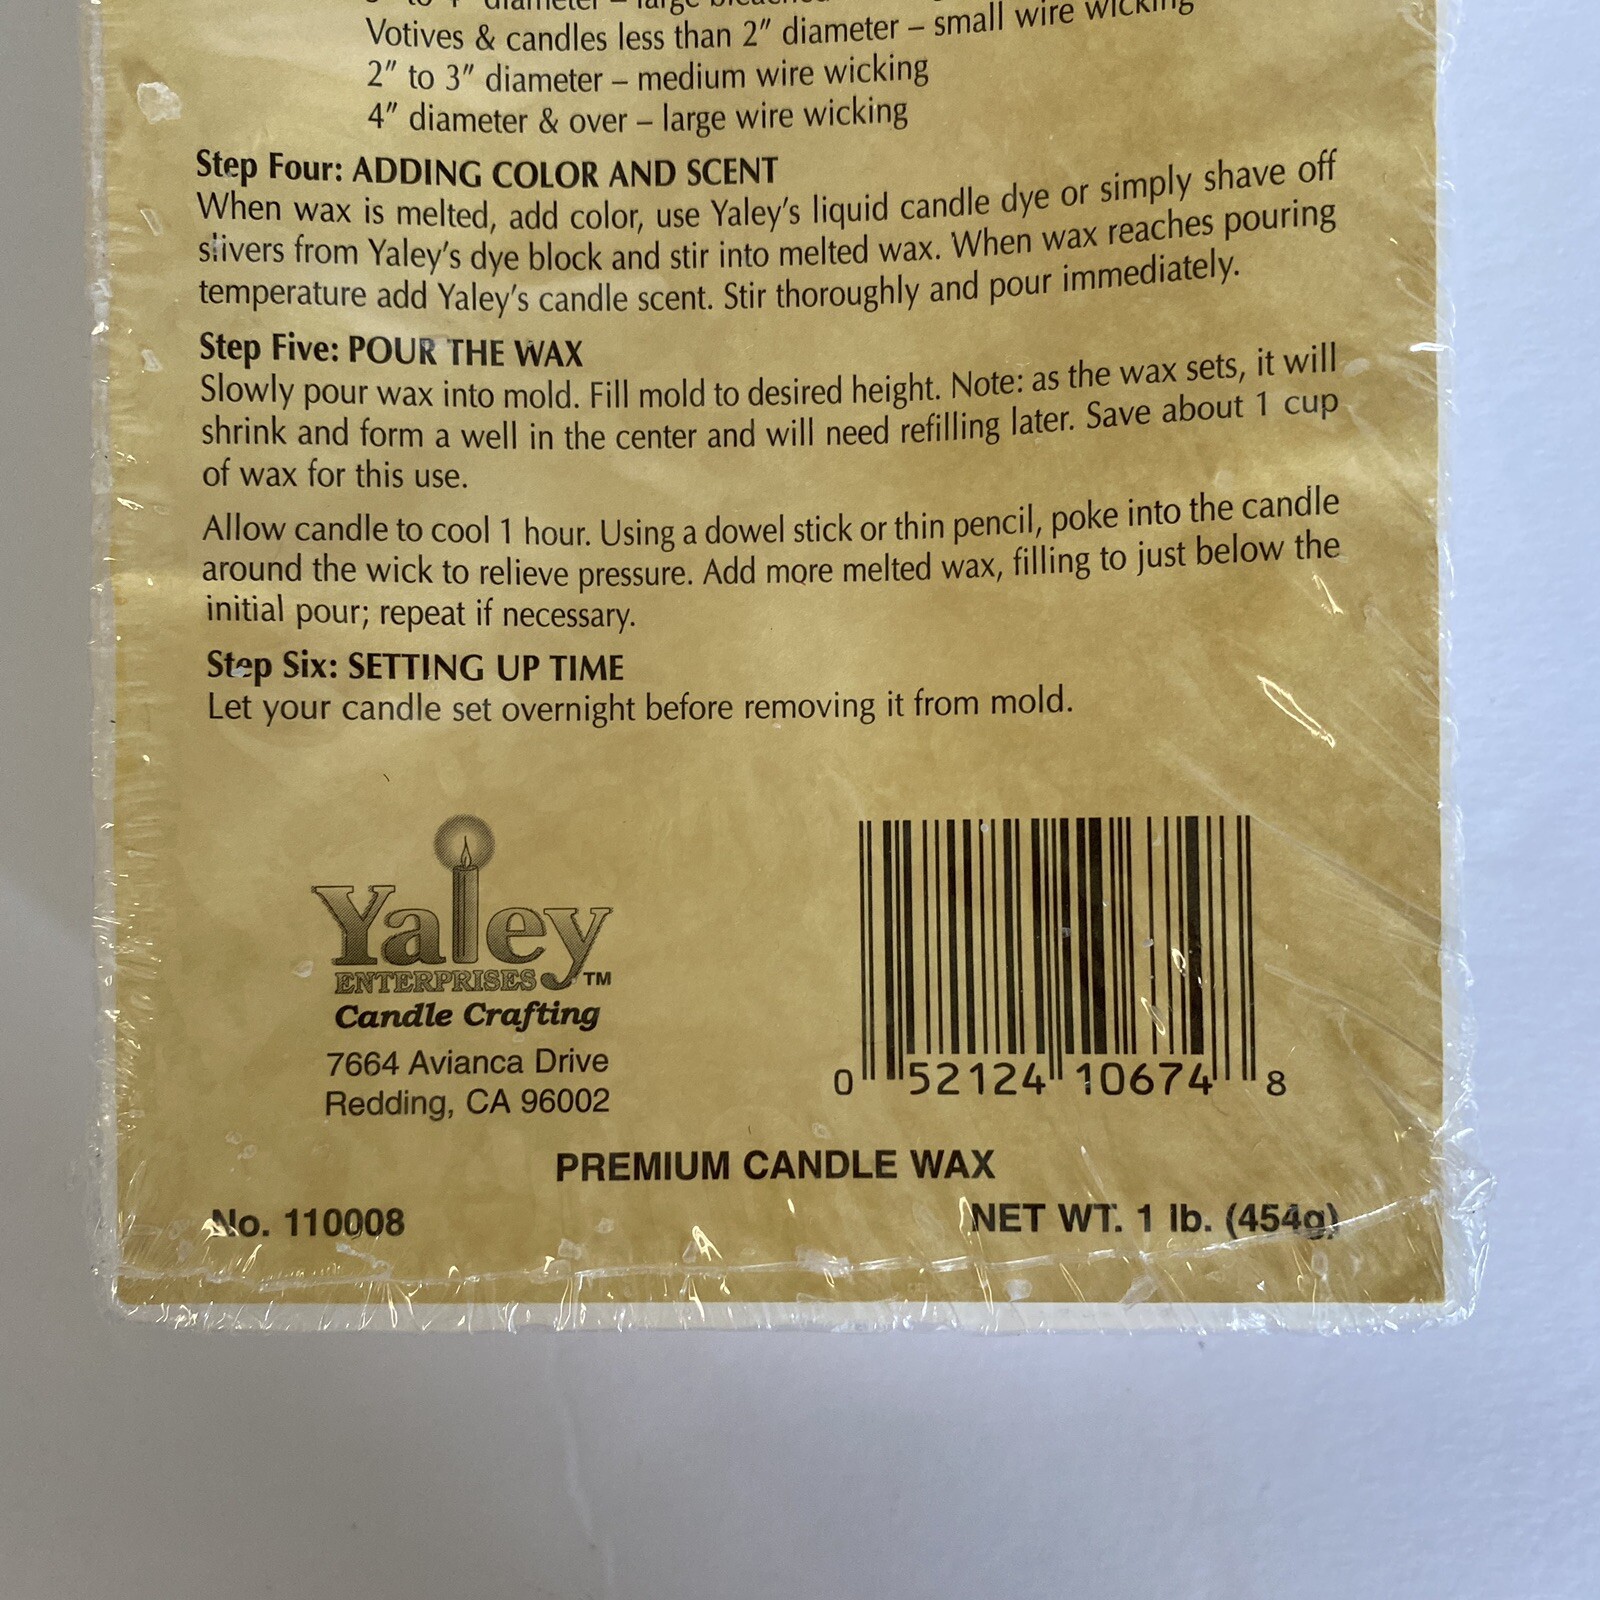 diameter – large bleached
Votives & candles less than 2" diameter – small wire wicking
2" to 3" diameter – medium wire wicking
4" diameter & over – large wire wicking
Step Four: ADDING COLOR AND SCENT
When wax is melted, add color, use Yaley's liquid candle dye or simply shave off
slivers from Yaley's dye block and stir into melted wax. When wax reaches pouring
temperature add Yaley's candle scent. Stir thoroughly and pour immediately.
Step Five: POUR THE WAX
Slowly pour wax into mold. Fill mold to desired height. Note: as the wax sets, it will
shrink and form a well in the center and will need refilling later. Save about 1 cup
of wax for this use.
Allow candle to cool 1 hour. Using a dowel stick or thin pencil, poke into the candle
around the wick to relieve pressure. Add more melted wax, filling to just below the
initial pour; repeat if necessary.
Step Six: SETTING UP TIME
Let your candle set overnight before removing it from mold.
Yaley
ENTERPRISES™
Candle Crafting
7664 Avianca Drive
Redding, CA 96002
0 52124 10674 8
PREMIUM CANDLE WAX
No. 110008
NET WT. 1 lb. (454g)